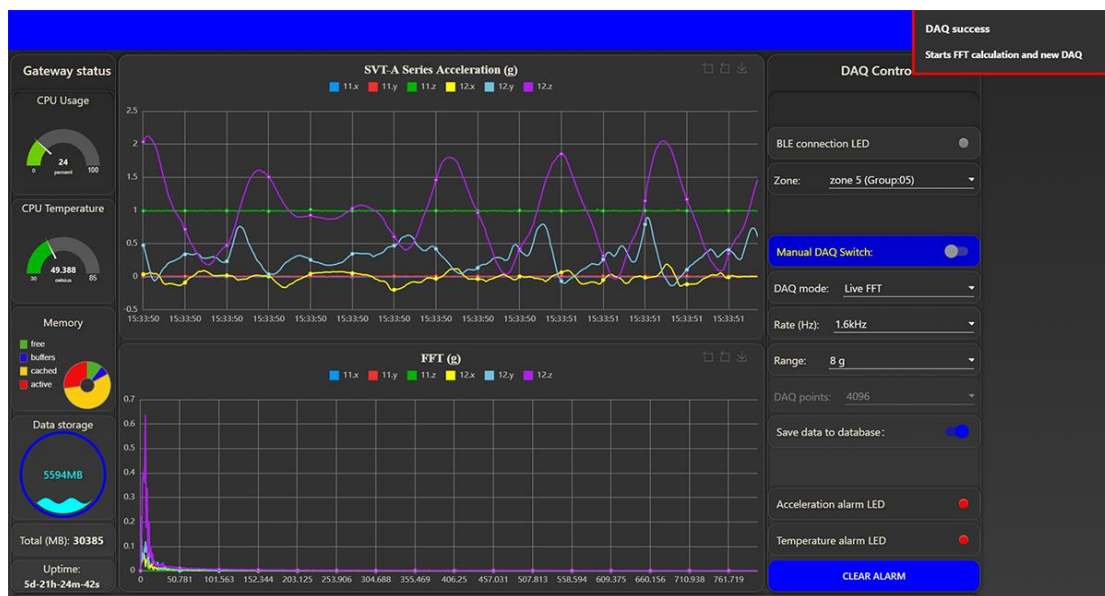 DAQ success
Starts FFT calculation and new DAQ
Gateway status
CPU Usage
24
0 percent 100
CPU Temperature
49.388
30 celsius 85
Memory
free
buffers
cached
active
Data storage
5594MB
Total (MB): 30385
Uptime:
5d-21h-24m-42s
SVT-A Series Acceleration (g)
11.x 11.y 11.z 12.x 12.y 12.z
2.5
2
1.5
1
0.5
0
-0.5
15:33:50 15:33:50 15:33:50 15:33:50 15:33:50 15:33:50 15:33:50 15:33:50 15:33:51 15:33:51 15:33:51 15:33:51 15:33:51 15:33:51 15:33:51
FFT (g)
11.x 11.y 11.z 12.x 12.y 12.z
0.7
0.6
0.5
0.4
0.3
0.2
0.1
0
0 50.781 101.563 152.344 203.125 253.906 304.688 355.469 406.25 457.031 507.813 558.594 609.375 660.156 710.938 761.719
DAQ Contro
BLE connection LED
Zone: zone 5 (Group:05)
Manual DAQ Switch:
DAQ mode: Live FFT
Rate (Hz): 1.6kHz
Range: 8 g
DAQ points: 4096
Save data to database:
Acceleration alarm LED
Temperature alarm LED
CLEAR ALARM